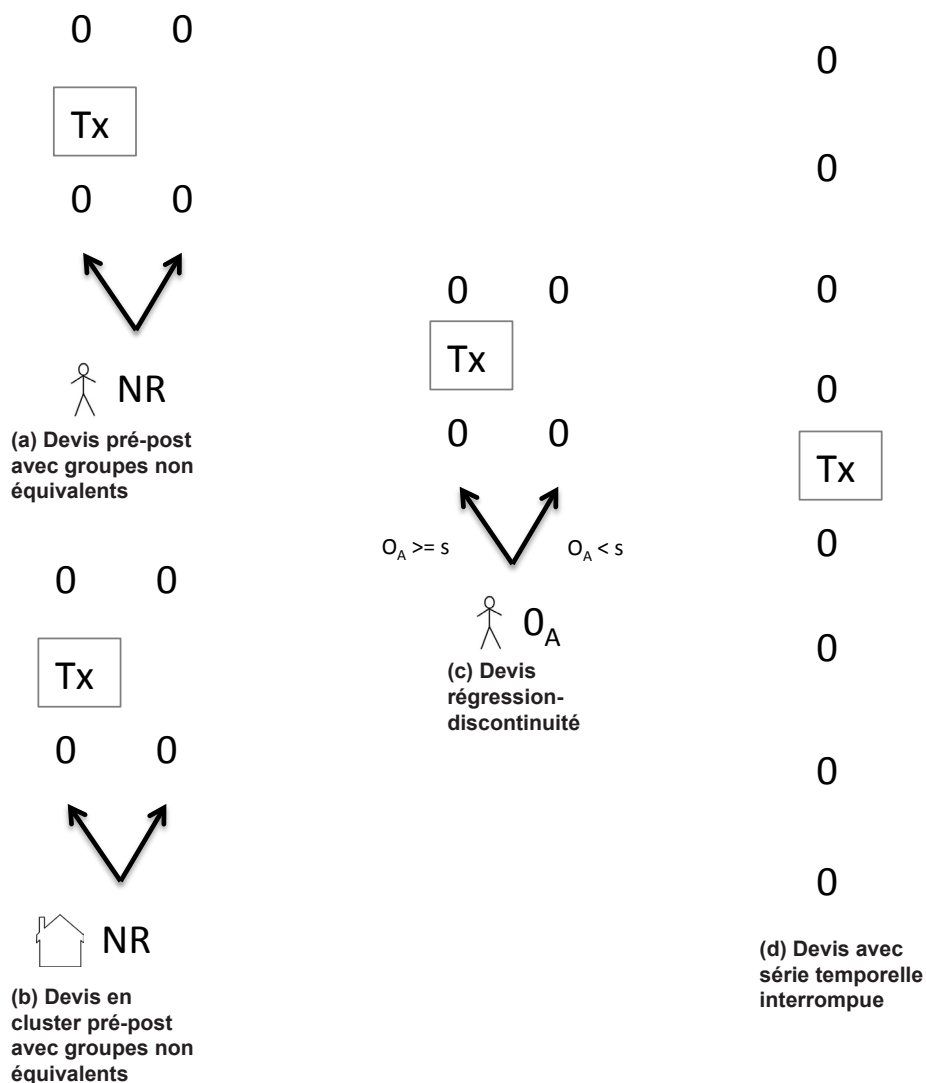 0 0
Tx
0 0
NR
(a) Devis pré-post
avec groupes non
équivalents
0 0
Tx
0 0
NR
(b) Devis en
cluster pré-post
avec groupes non
équivalents
0 0
Tx
0 0
O_A >= s O_A < s
0_A
(c) Devis
régression-
discontinuité
0
0
0
0
Tx
0
0
0
0
(d) Devis avec
série temporelle
interrompue